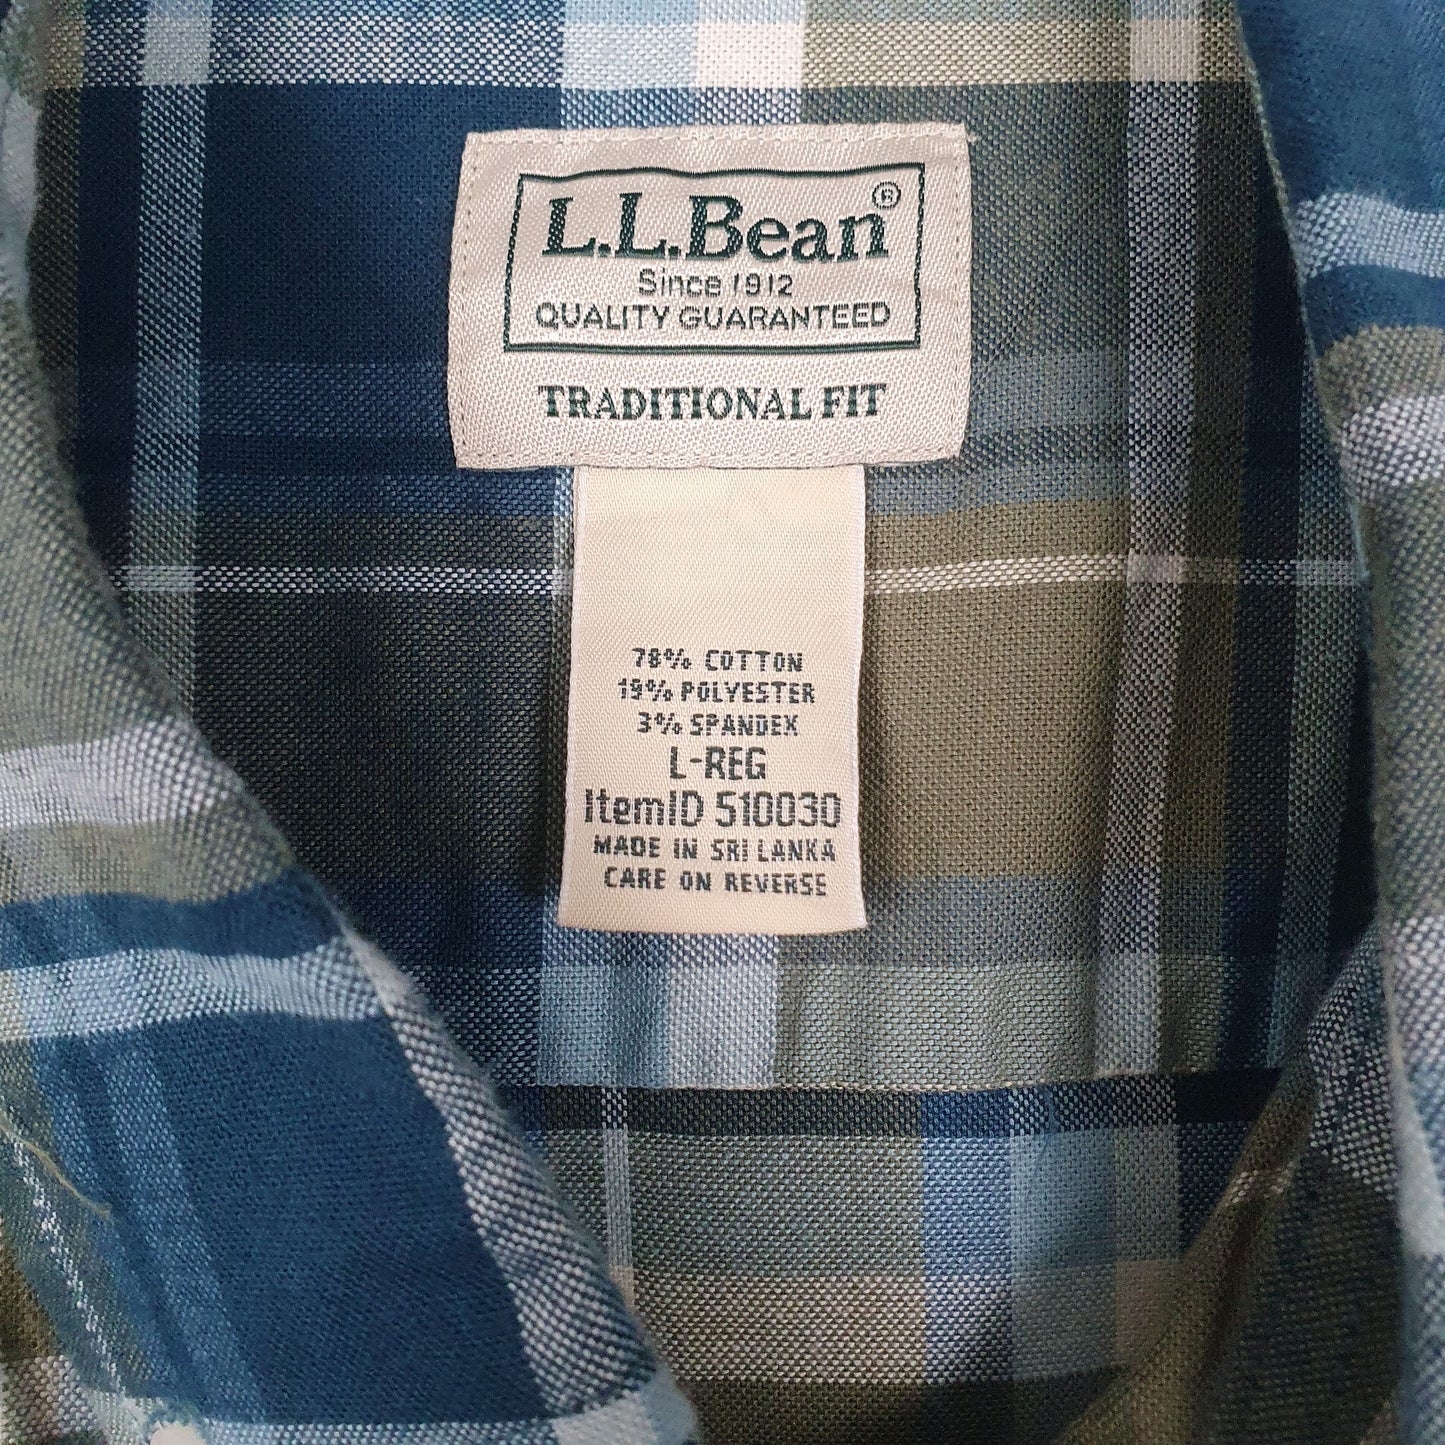 L.L.Bean®
Since 1912
QUALITY GUARANTEED
TRADITIONAL FIT
78% COTTON
19% POLYESTER
3% SPANDEX
L-REG
ItemID 510030
MADE IN SRI LANKA
CARE ON REVERSE